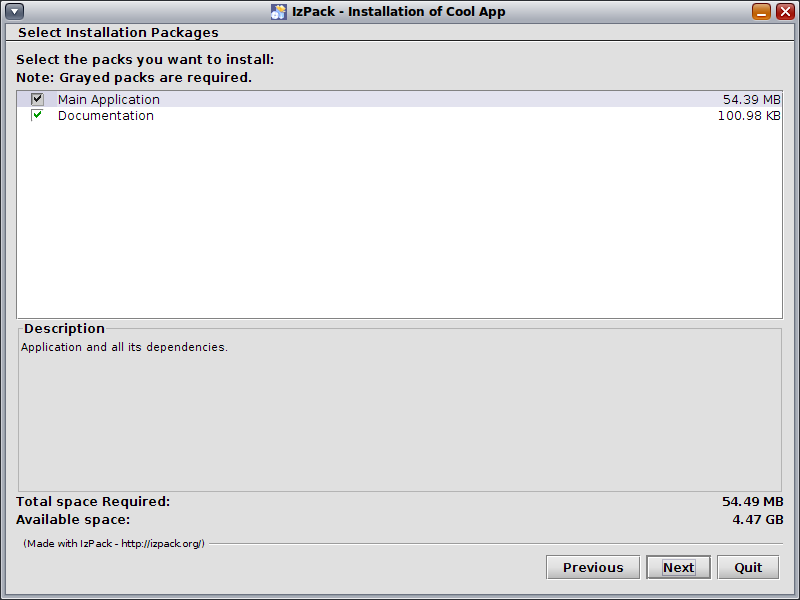 IzPack - Installation of Cool App
Select Installation Packages
Select the packs you want to install:
Note: Grayed packs are required.
Main Application 54.39 MB
Documentation 100.98 KB
Description
Application and all its dependencies.
Total space Required: 54.49 MB
Available space: 4.47 GB
(Made with IzPack - http://izpack.org/)
Previous Next Quit